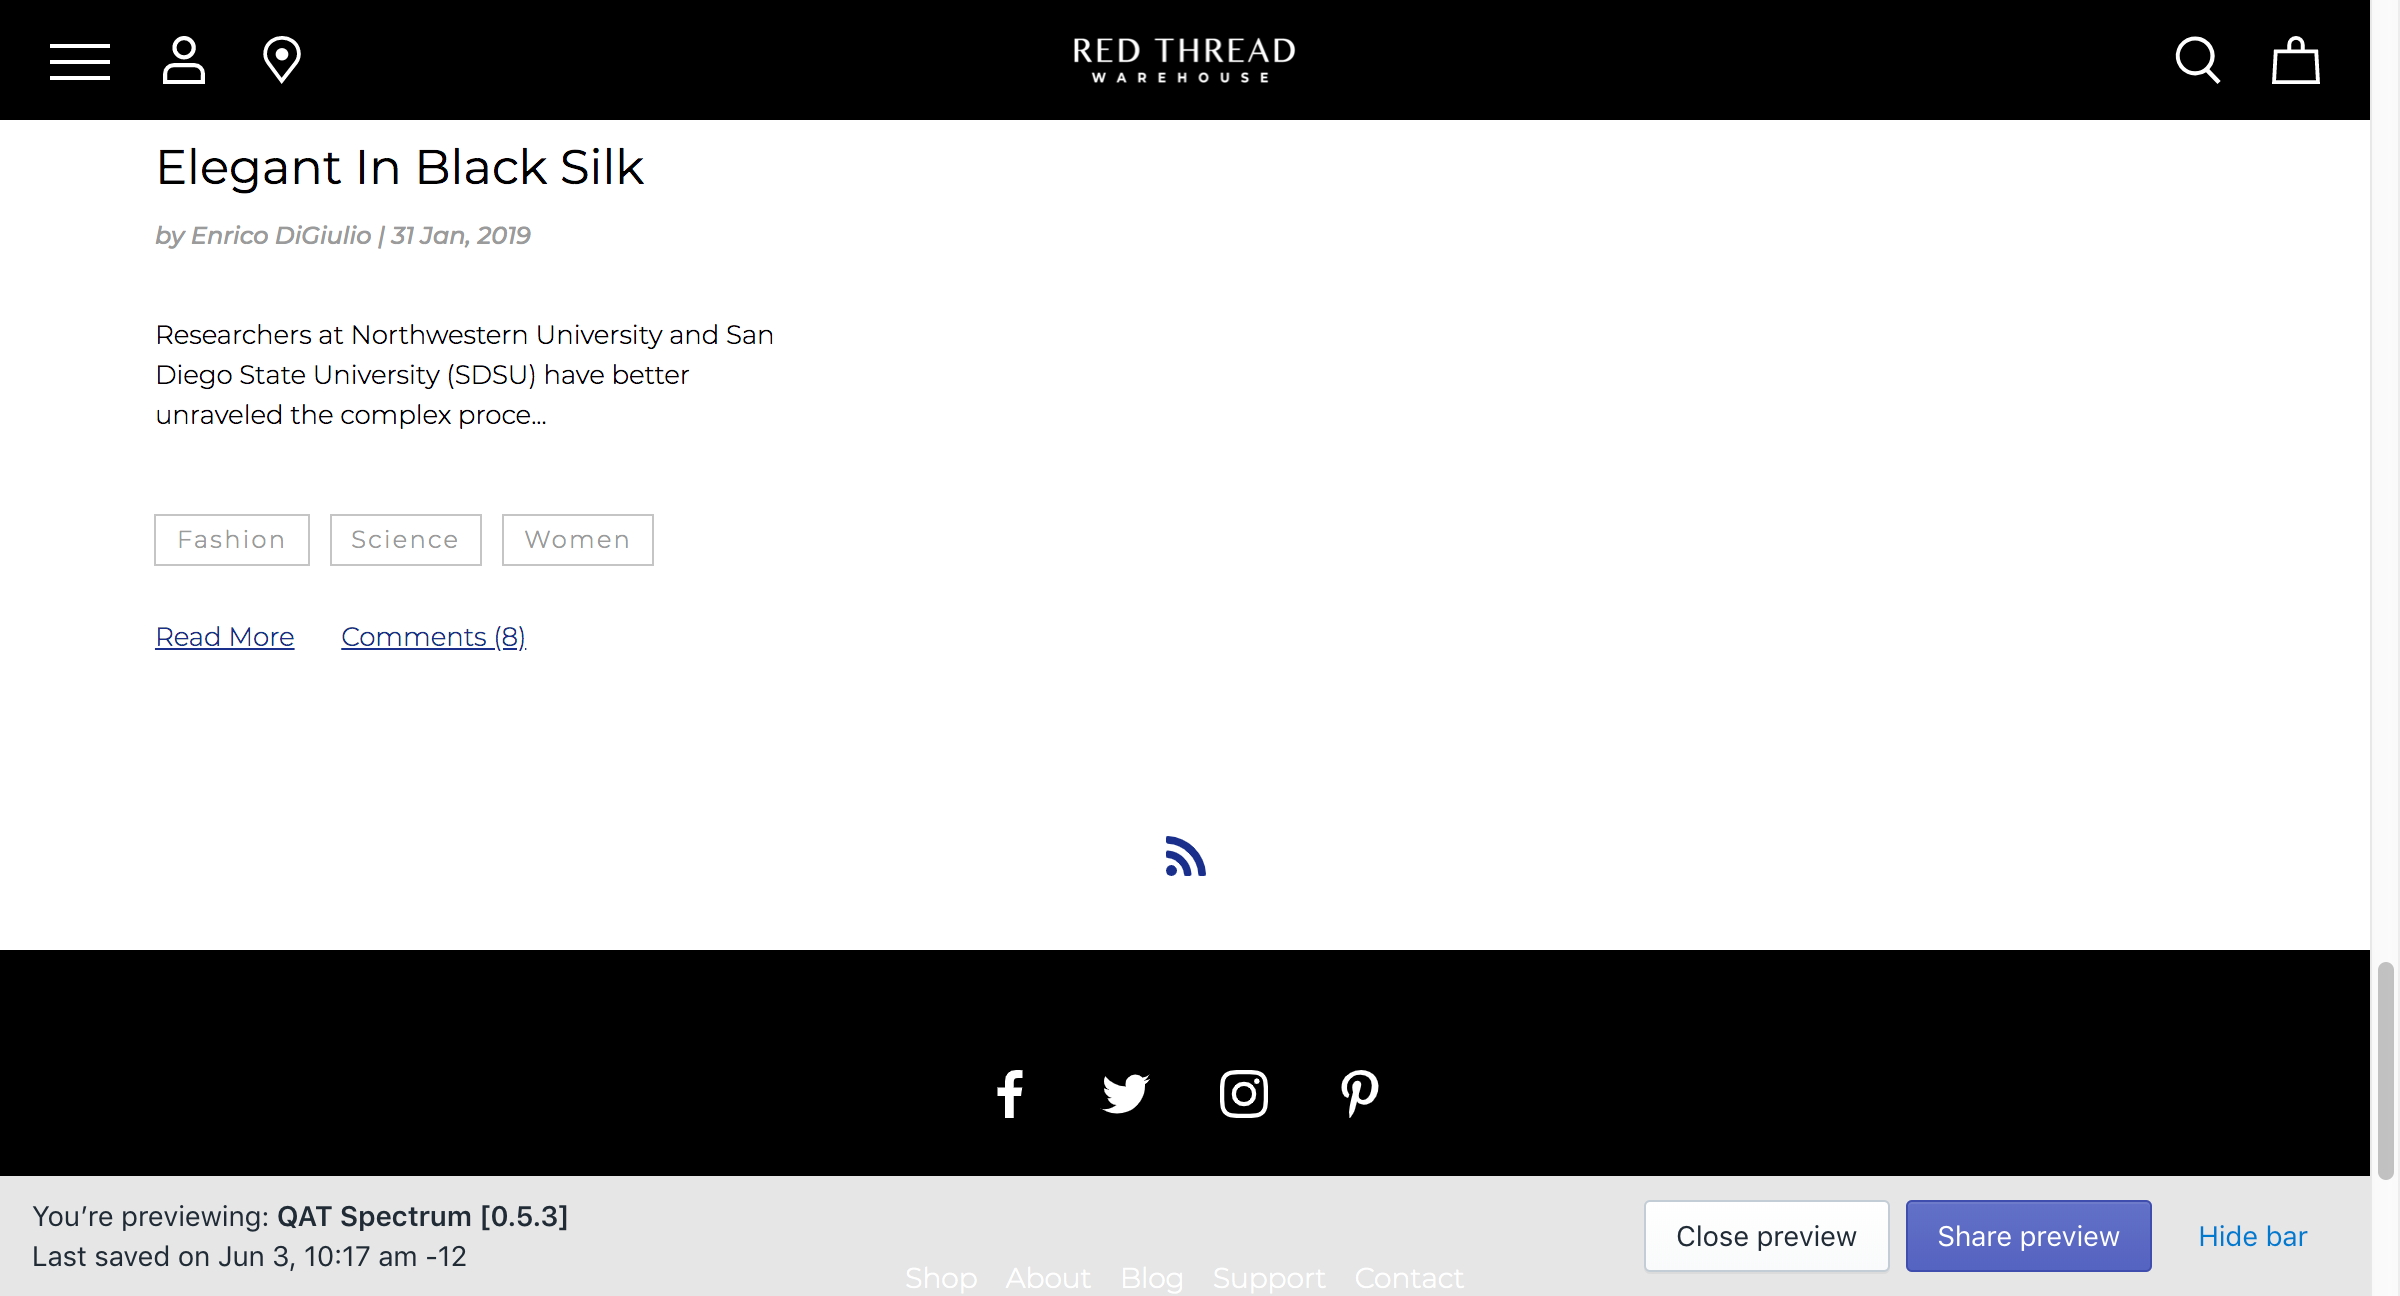 RED THREAD
WAREHOUSE
Elegant In Black Silk
by Enrico DiGiulio | 31 Jan, 2019
Researchers at Northwestern University and San
Diego State University (SDSU) have better
unraveled the complex proce...
Fashion Science Women
Read More Comments (8)
You’re previewing: QAT Spectrum [0.5.3]
Last saved on Jun 3, 10:17 am -12
Close preview Share preview Hide bar
Shop About Blog Support Contact